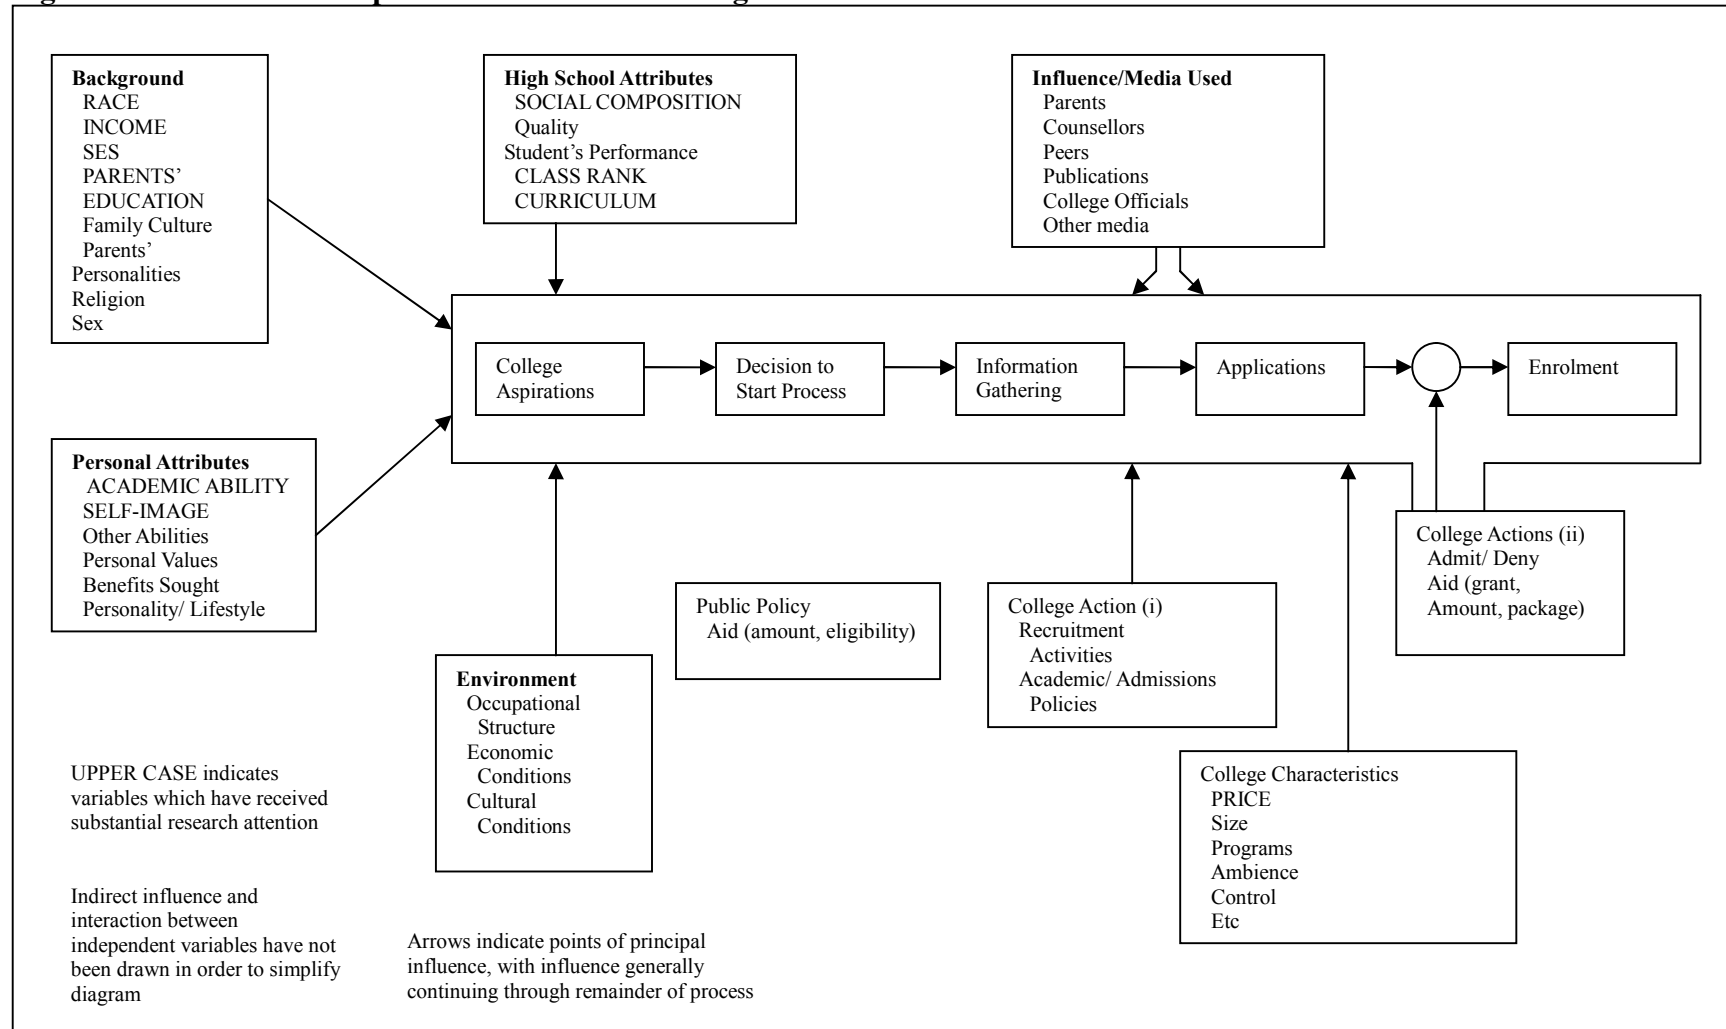 Background
RACE
INCOME
SES
PARENTS’
EDUCATION
Family Culture
Parents’
Personalities
Religion
Sex
High School Attributes
SOCIAL COMPOSITION
Quality
Student’s Performance
CLASS RANK
CURRICULUM
Influence/Media Used
Parents
Counsellors
Peers
Publications
College Officials
Other media
College
Aspirations
Decision to
Start Process
Information
Gathering
Applications
Enrolment
Personal Attributes
ACADEMIC ABILITY
SELF-IMAGE
Other Abilities
Personal Values
Benefits Sought
Personality/ Lifestyle
Environment
Occupational
Structure
Economic
Conditions
Cultural
Conditions
Public Policy
Aid (amount, eligibility)
College Action (i)
Recruitment
Activities
Academic/ Admissions
Policies
College Actions (ii)
Admit/ Deny
Aid (grant,
Amount, package)
College Characteristics
PRICE
Size
Programs
Ambience
Control
Etc
UPPER CASE indicates
variables which have received
substantial research attention
Indirect influence and
interaction between
independent variables have not
been drawn in order to simplify
diagram
Arrows indicate points of principal
influence, with influence generally
continuing through remainder of process